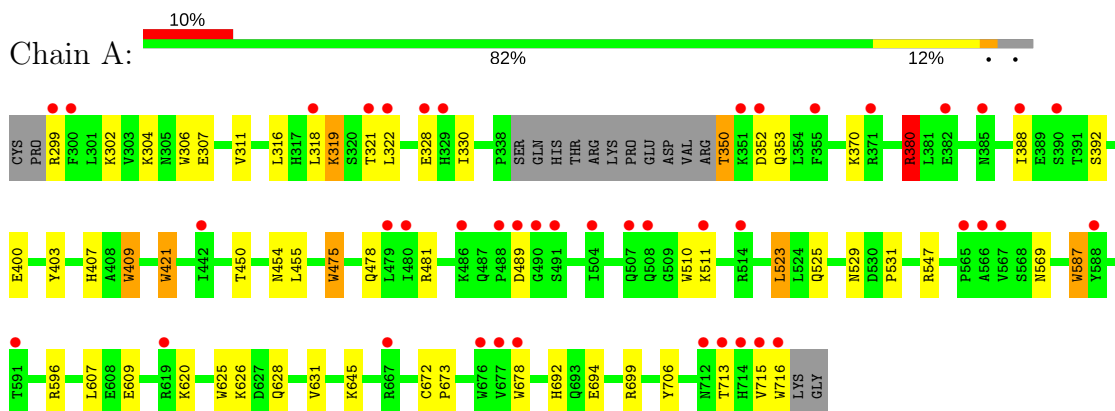 10%
Chain A:
82%
12%
CYS PRO R299 F300 L301 K302 V303 K304 N305 W306 E307 V311 L316 H317 L318 K319 S320 T321 L322 E328 H329 I330 P338 SER GLN HIS THR ARG LYS PRO GLU ASP VAL ARG T350 K351 D352 Q353 L354 F355 K370 R371 R380 L381 E382 N385 I388 E389 S390 T391 S392
E400 Y403 H407 A408 W409 W421 I442 T450 N454 L455 W475 Q478 L479 I480 R481 K486 Q487 P488 D489 G490 S491 I504 Q507 Q508 G509 W510 K511 R514 L523 L524 Q525 N529 D530 P531 R547 P565 A566 V567 S568 N569 W587 Y588
T591 R596 L607 E608 E609 R619 K620 W625 K626 D627 Q628 V631 K645 R667 C672 P673 W676 V677 W678 H692 Q693 E694 R699 Y706 N712 T713 H714 V715 W716 LYS GLY